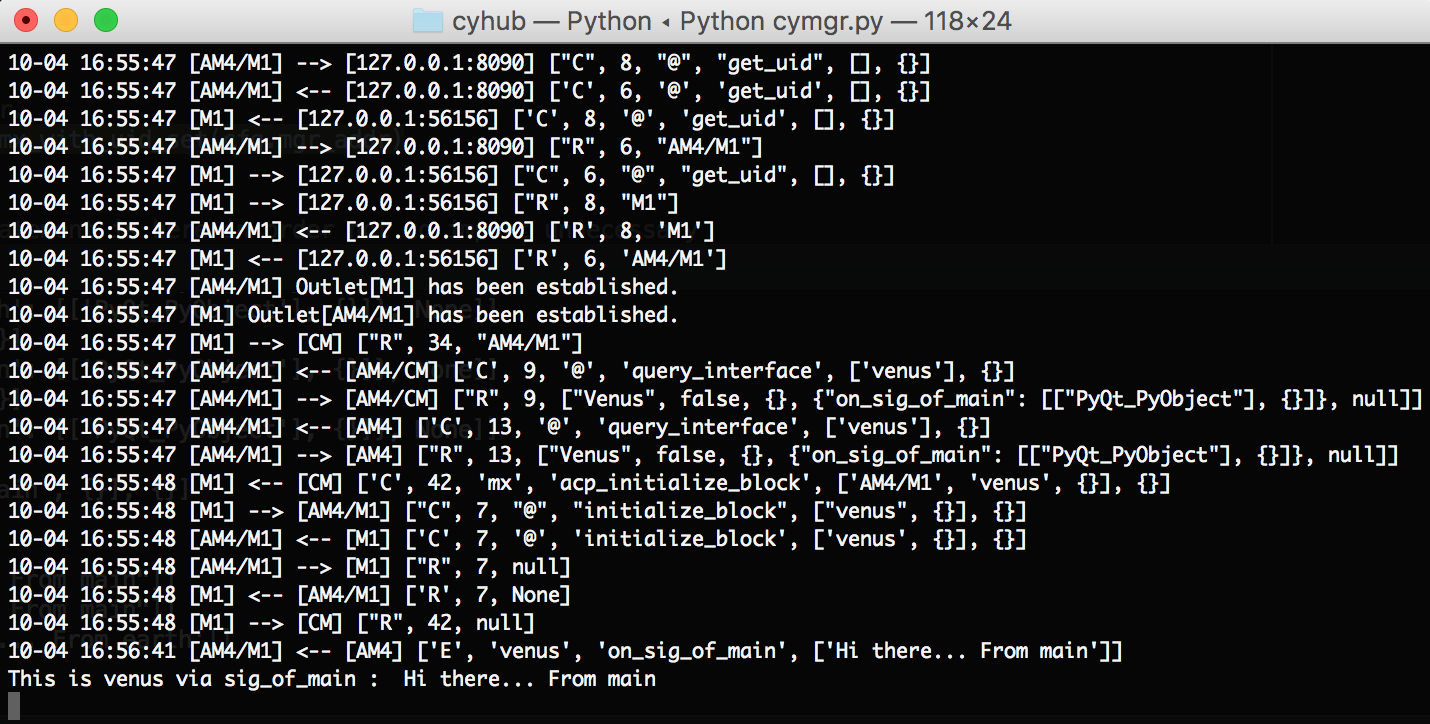 cyhub — Python ◂ Python cymgr.py — 118×24
10-04 16:55:47 [AM4/M1] --> [127.0.0.1:8090] ["C", 8, "@", "get_uid", [], {}]
10-04 16:55:47 [AM4/M1] <-- [127.0.0.1:8090] ['C', 6, '@', 'get_uid', [], {}]
10-04 16:55:47 [M1] <-- [127.0.0.1:56156] ['C', 8, '@', 'get_uid', [], {}]
10-04 16:55:47 [AM4/M1] --> [127.0.0.1:8090] ["R", 6, "AM4/M1"]
10-04 16:55:47 [M1] --> [127.0.0.1:56156] ["C", 6, "@", "get_uid", [], {}]
10-04 16:55:47 [M1] --> [127.0.0.1:56156] ["R", 8, "M1"]
10-04 16:55:47 [AM4/M1] <-- [127.0.0.1:8090] ['R', 8, 'M1']
10-04 16:55:47 [M1] <-- [127.0.0.1:56156] ['R', 6, 'AM4/M1']
10-04 16:55:47 [AM4/M1] Outlet[M1] has been established.
10-04 16:55:47 [M1] Outlet[AM4/M1] has been established.
10-04 16:55:47 [M1] --> [CM] ["R", 34, "AM4/M1"]
10-04 16:55:47 [AM4/M1] <-- [AM4/CM] ['C', 9, '@', 'query_interface', ['venus'], {}]
10-04 16:55:47 [AM4/M1] --> [AM4/CM] ["R", 9, ["Venus", false, {}, {"on_sig_of_main": [["PyQt_PyObject"], {}]}, null]]
10-04 16:55:47 [AM4/M1] <-- [AM4] ['C', 13, '@', 'query_interface', ['venus'], {}]
10-04 16:55:47 [AM4/M1] --> [AM4] ["R", 13, ["Venus", false, {}, {"on_sig_of_main": [["PyQt_PyObject"], {}]}, null]]
10-04 16:55:48 [M1] <-- [CM] ['C', 42, 'mx', 'acp_initialize_block', ['AM4/M1', 'venus', {}], {}]
10-04 16:55:48 [M1] --> [AM4/M1] ["C", 7, "@", "initialize_block", ["venus", {}], {}]
10-04 16:55:48 [AM4/M1] <-- [M1] ['C', 7, '@', 'initialize_block', ['venus', {}], {}]
10-04 16:55:48 [AM4/M1] --> [M1] ["R", 7, null]
10-04 16:55:48 [M1] <-- [AM4/M1] ['R', 7, None]
10-04 16:55:48 [M1] --> [CM] ["R", 42, null]
10-04 16:56:41 [AM4/M1] <-- [AM4] ['E', 'venus', 'on_sig_of_main', ['Hi there... From main']]
This is venus via sig_of_main :  Hi there... From main